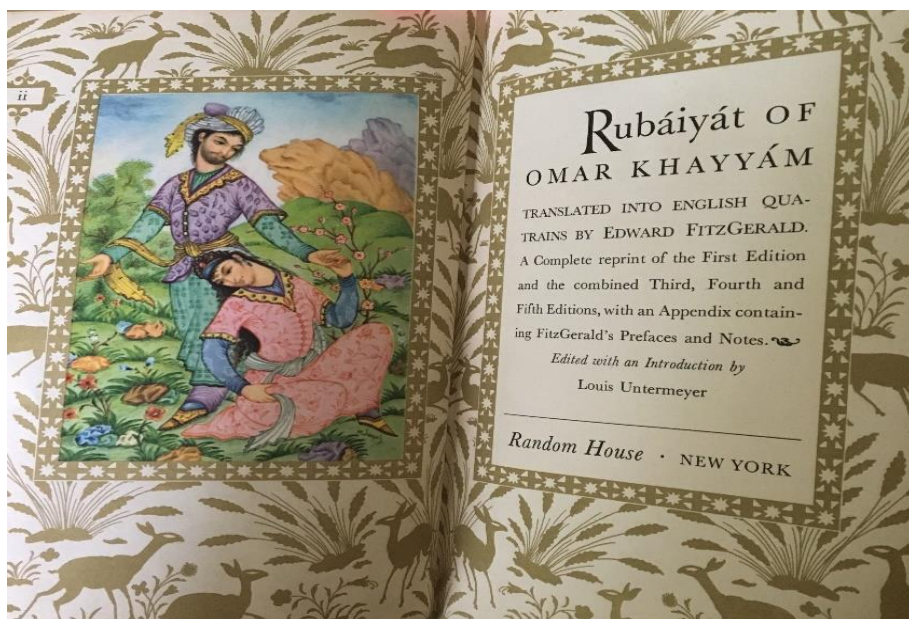 ii
Rubáiyát OF
OMAR KHAYYÁM
TRANSLATED INTO ENGLISH QUA-
TRAINS BY EDWARD FITZGERALD.
A Complete reprint of the First Edition
and the combined Third, Fourth and
Fifth Editions, with an Appendix contain-
ing FitzGerald's Prefaces and Notes.
Edited with an Introduction by
Louis Untermeyer
Random House · NEW YORK